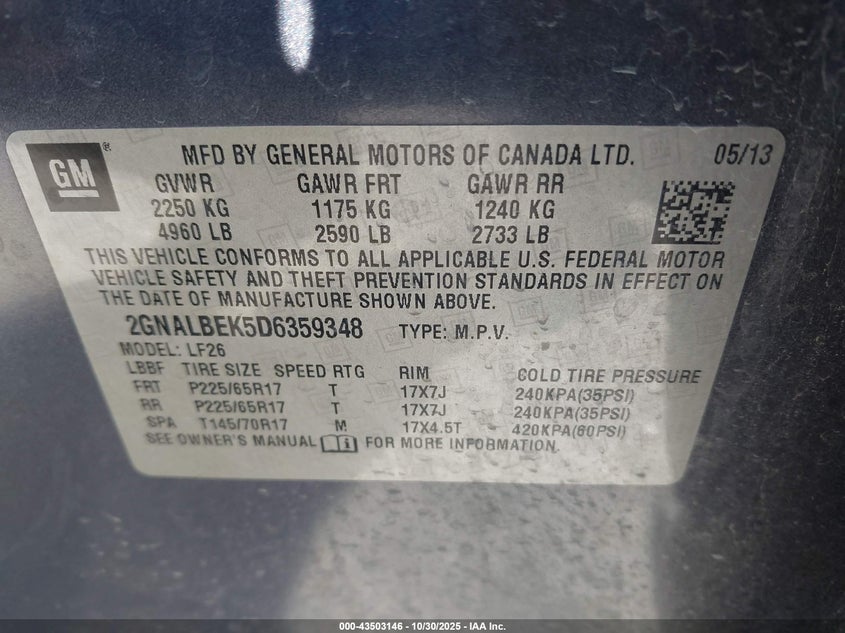 GM®
MFD BY GENERAL MOTORS OF CANADA LTD. 05/13
GVWR GAWR FRT GAWR RR
2250 KG 1175 KG 1240 KG
4960 LB 2590 LB 2733 LB
THIS VEHICLE CONFORMS TO ALL APPLICABLE U.S. FEDERAL MOTOR
VEHICLE SAFETY AND THEFT PREVENTION STANDARDS IN EFFECT ON
THE DATE OF MANUFACTURE SHOWN ABOVE.
2GNALBEK5D6359348 TYPE: M.P.V.
MODEL: LF26
LBBF TIRE SIZE SPEED RTG RIM COLD TIRE PRESSURE
FRT P225/65R17 T 17X7J 240KPA(35PSI)
RR P225/65R17 T 17X7J 240KPA(35PSI)
SPA T145/70R17 M 17X4.5T 420KPA(60PSI)
SEE OWNER'S MANUAL FOR MORE INFORMATION.
000-43503146 - 10/30/2025 - IAA Inc.